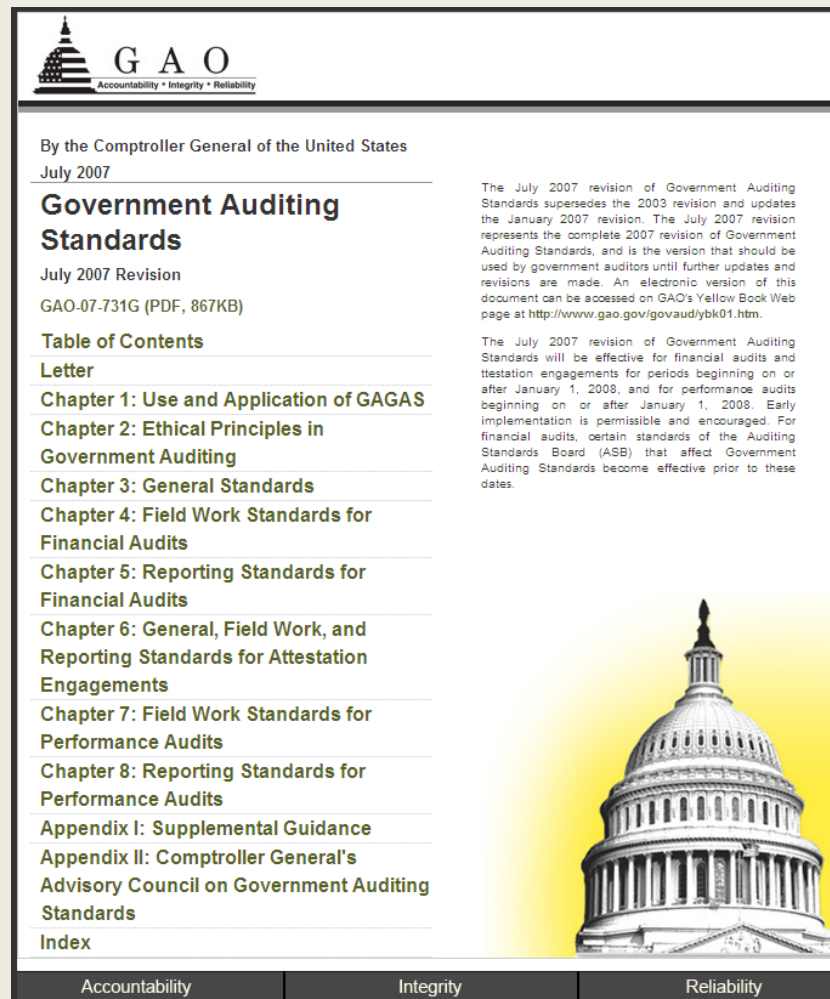 G A O
Accountability * Integrity * Reliability
By the Comptroller General of the United States
July 2007
Government Auditing
Standards
July 2007 Revision
GAO-07-731G (PDF, 867KB)
Table of Contents
Letter
Chapter 1: Use and Application of GAGAS
Chapter 2: Ethical Principles in
Government Auditing
Chapter 3: General Standards
Chapter 4: Field Work Standards for
Financial Audits
Chapter 5: Reporting Standards for
Financial Audits
Chapter 6: General, Field Work, and
Reporting Standards for Attestation
Engagements
Chapter 7: Field Work Standards for
Performance Audits
Chapter 8: Reporting Standards for
Performance Audits
Appendix I: Supplemental Guidance
Appendix II: Comptroller General's
Advisory Council on Government Auditing
Standards
Index
The July 2007 revision of Government Auditing
Standards supersedes the 2003 revision and updates
the January 2007 revision. The July 2007 revision
represents the complete 2007 revision of Government
Auditing Standards, and is the version that should be
used by government auditors until further updates and
revisions are made. An electronic version of this
document can be accessed on GAO's Yellow Book Web
page at http://www.gao.gov/govaud/ybk01.htm.
The July 2007 revision of Government Auditing
Standards will be effective for financial audits and
ttestation engagements for periods beginning on or
after January 1, 2008, and for performance audits
beginning on or after January 1, 2008. Early
implementation is permissible and encouraged. For
financial audits, certain standards of the Auditing
Standards Board (ASB) that affect Government
Auditing Standards become effective prior to these
dates.
Accountability Integrity Reliability